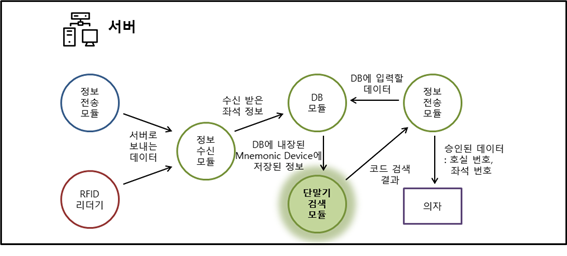 서버
정보
전송
모듈
서버로
보내는
데이터
RFID
리더기
정보
수신
모듈
수신 받은
좌석 정보
DB
모듈
DB에 입력할
데이터
정보
전송
모듈
DB에 내장된
Mnemonic Device에
저장된 정보
단말기
검색
모듈
코드 검색
결과
승인된 데이터
: 호실 번호,
좌석 번호
의자